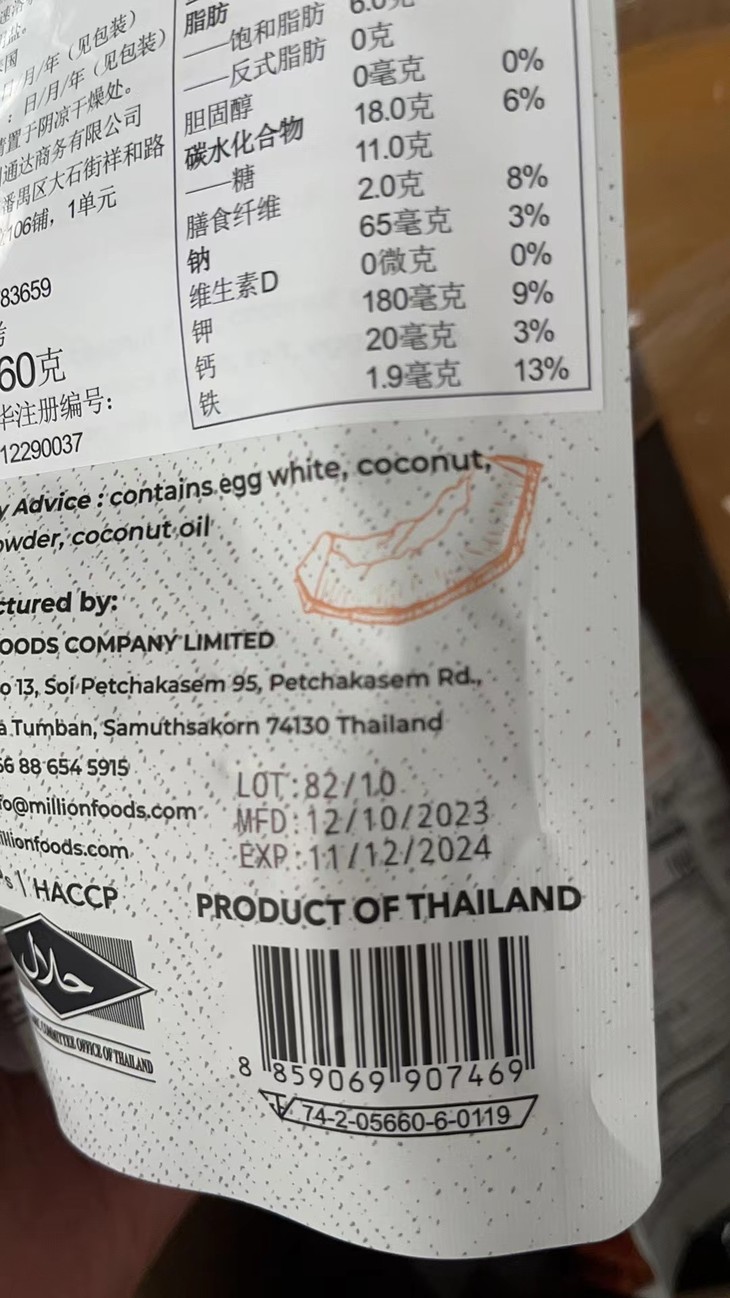 脂肪
——饱和脂肪 0克
——反式脂肪 0毫克 0%
胆固醇 18.0克 6%
碳水化合物 11.0克
——糖 2.0克 8%
膳食纤维 65毫克 3%
钠 0微克 0%
维生素D 180毫克 9%
钾 20毫克 3%
钙 1.9毫克 13%
铁
月/年（见包装）
：日/月/年（见包装）
置于阴凉干燥处。
通达商务有限公司
番禺区大石街祥和路
106铺，1单元
83659
60克
华注册编号：
12290037
Advice : contains egg white, coconut,
coconut oil
by:
COMPANY LIMITED
13, Soi Petchakasem 95, Petchakasem Rd.,
Tumban, Samuthsakorn 74130 Thailand
88 654 5915
@millionfoods.com
LOT:82/10
MFD:12/10/2023
EXP:11/12/2024
HACCP
PRODUCT OF THAILAND
حلال
COMMITTEE OFFICE OF THAILAND
8 859069 907469
74-2-05660-6-0119